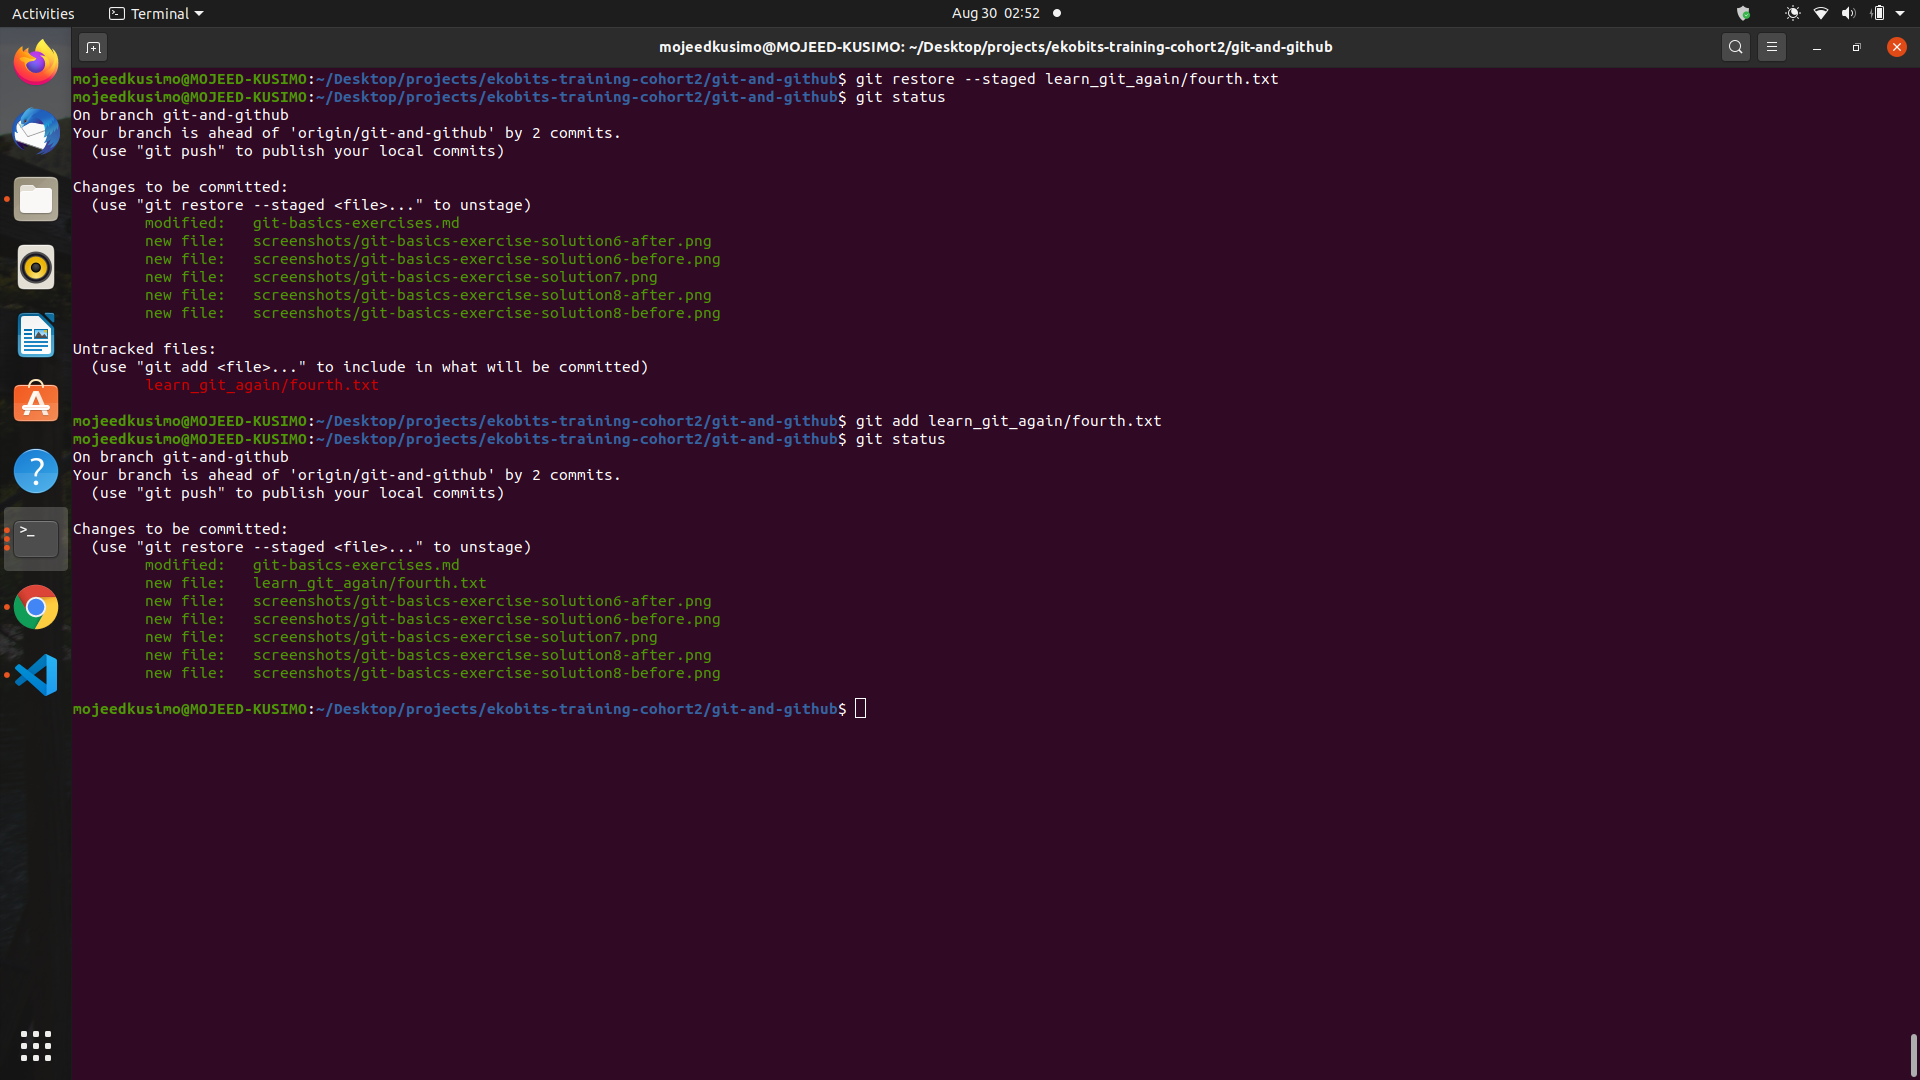 Activities Terminal Aug 30 02:52
mojeedkusimo@MOJEED-KUSIMO: ~/Desktop/projects/ekobits-training-cohort2/git-and-github
mojeedkusimo@MOJEED-KUSIMO:~/Desktop/projects/ekobits-training-cohort2/git-and-github$ git restore --staged learn_git_again/fourth.txt
mojeedkusimo@MOJEED-KUSIMO:~/Desktop/projects/ekobits-training-cohort2/git-and-github$ git status
On branch git-and-github
Your branch is ahead of 'origin/git-and-github' by 2 commits.
  (use "git push" to publish your local commits)
Changes to be committed:
  (use "git restore --staged <file>..." to unstage)
        modified:   git-basics-exercises.md
        new file:   screenshots/git-basics-exercise-solution6-after.png
        new file:   screenshots/git-basics-exercise-solution6-before.png
        new file:   screenshots/git-basics-exercise-solution7.png
        new file:   screenshots/git-basics-exercise-solution8-after.png
        new file:   screenshots/git-basics-exercise-solution8-before.png
Untracked files:
  (use "git add <file>..." to include in what will be committed)
        learn_git_again/fourth.txt
mojeedkusimo@MOJEED-KUSIMO:~/Desktop/projects/ekobits-training-cohort2/git-and-github$ git add learn_git_again/fourth.txt
mojeedkusimo@MOJEED-KUSIMO:~/Desktop/projects/ekobits-training-cohort2/git-and-github$ git status
On branch git-and-github
Your branch is ahead of 'origin/git-and-github' by 2 commits.
  (use "git push" to publish your local commits)
Changes to be committed:
  (use "git restore --staged <file>..." to unstage)
        modified:   git-basics-exercises.md
        new file:   learn_git_again/fourth.txt
        new file:   screenshots/git-basics-exercise-solution6-after.png
        new file:   screenshots/git-basics-exercise-solution6-before.png
        new file:   screenshots/git-basics-exercise-solution7.png
        new file:   screenshots/git-basics-exercise-solution8-after.png
        new file:   screenshots/git-basics-exercise-solution8-before.png
mojeedkusimo@MOJEED-KUSIMO:~/Desktop/projects/ekobits-training-cohort2/git-and-github$